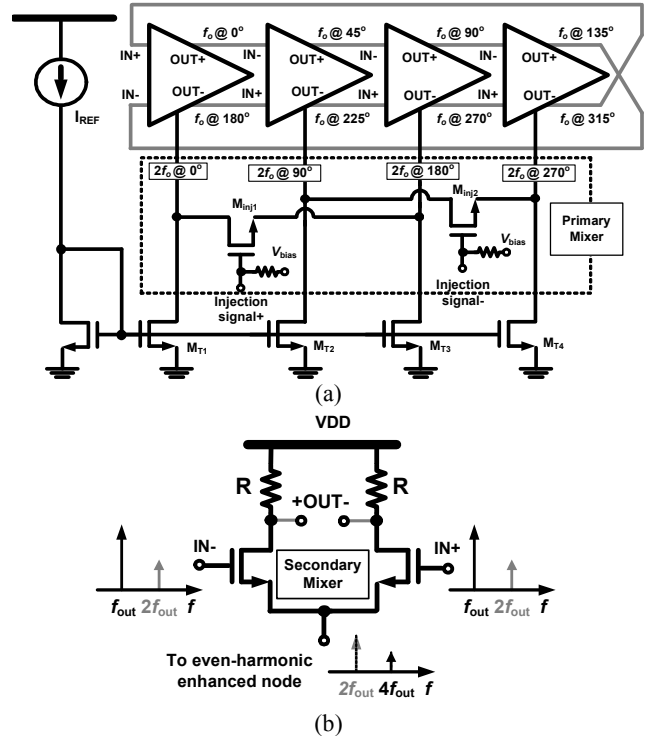 fo @ 0° fo @ 45° fo @ 90° fo @ 135°
IN+ OUT+ IN- OUT+ IN- OUT+ IN- OUT+
IN- OUT- IN+ OUT- IN+ OUT- IN+ OUT-
IREF
fo @ 180° fo @ 225° fo @ 270° fo @ 315°
2fo @ 0° 2fo @ 90° 2fo @ 180° 2fo @ 270°
Minj1 Minj2
Primary
Mixer
Vbias Vbias
Injection
signal+
Injection
signal-
MT1 MT2 MT3 MT4
(a)
VDD
R R
+OUT-
IN- IN+
Secondary
Mixer
fout 2fout f
fout 2fout f
To even-harmonic
enhanced node
2fout 4fout f
(b)